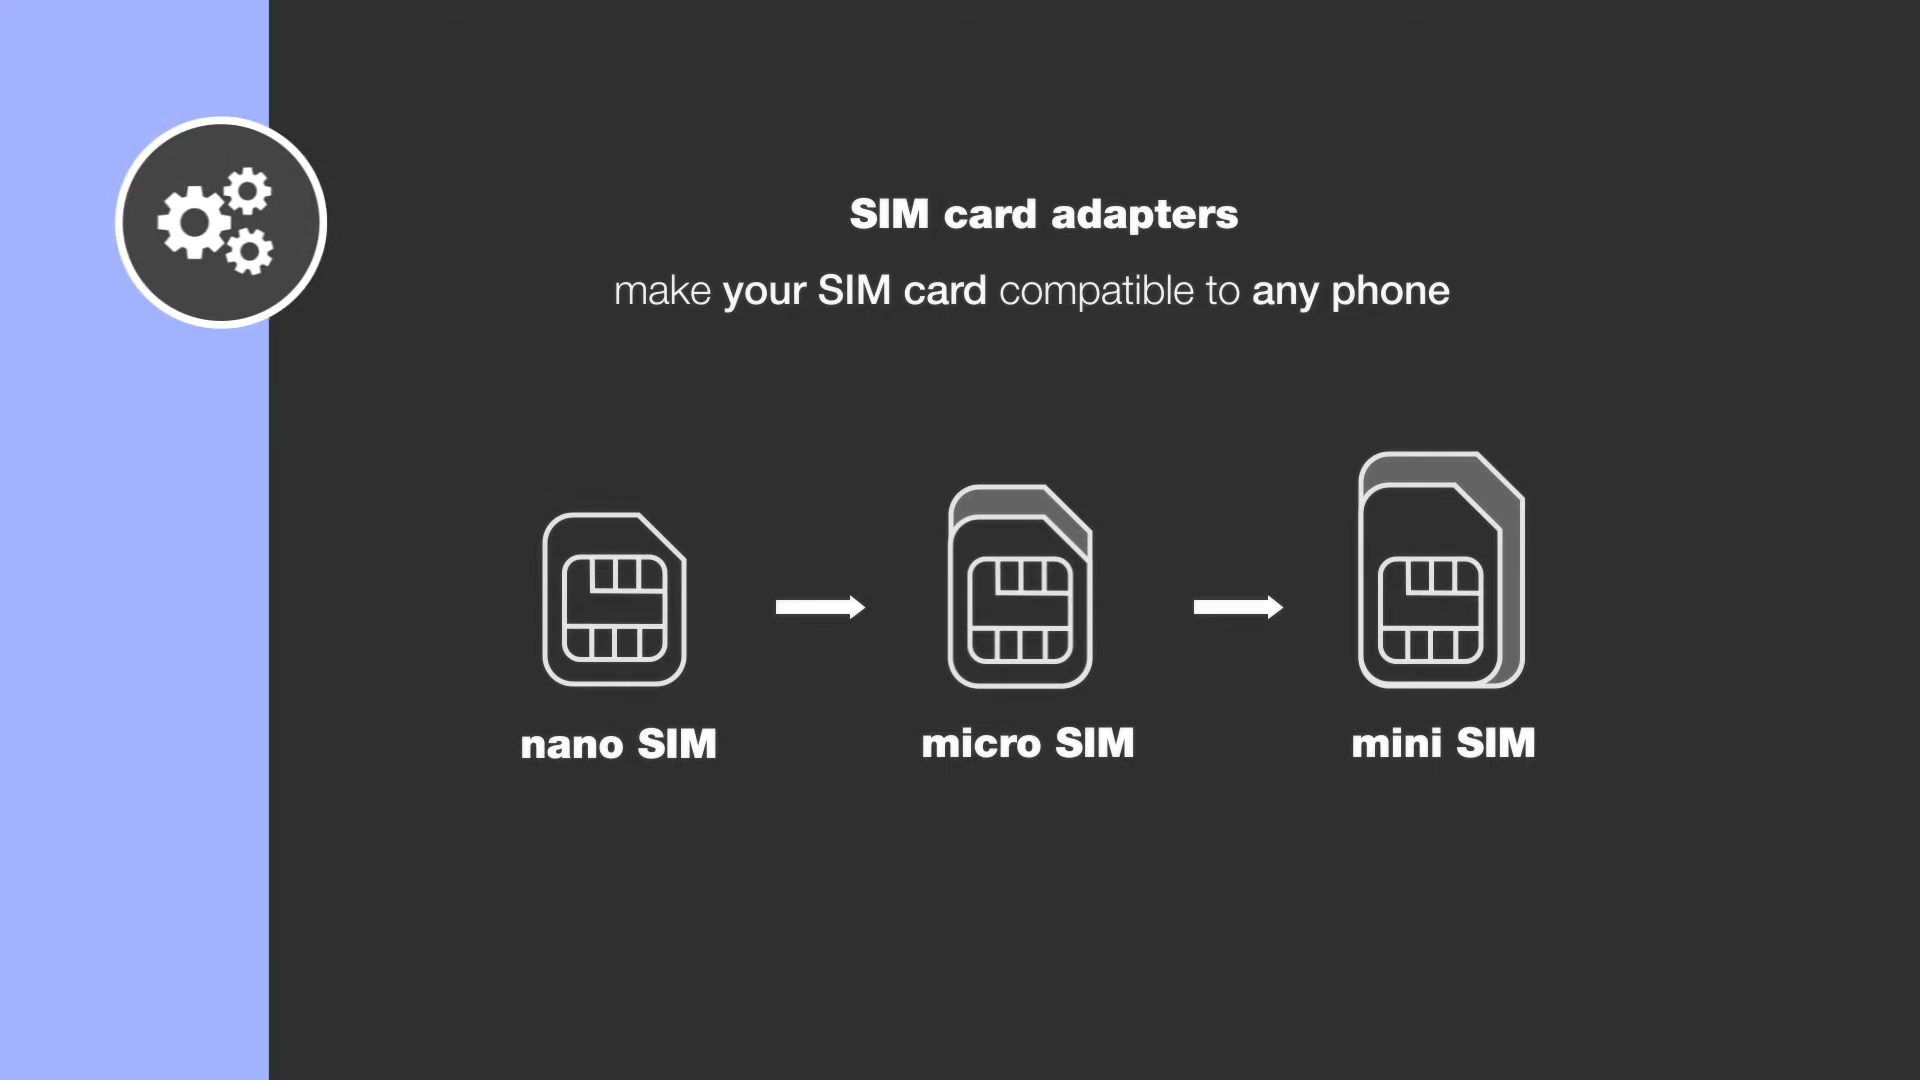 SIM card adapters
make your SIM card compatible to any phone
nano SIM
micro SIM
mini SIM